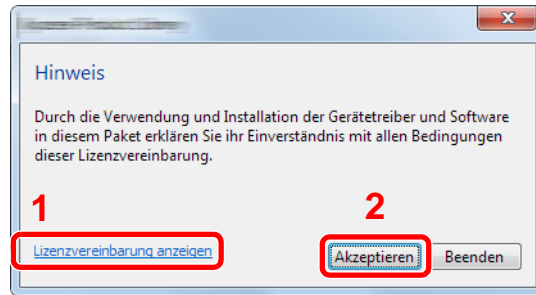 Hinweis
Durch die Verwendung und Installation der Gerätetreiber und Software
in diesem Paket erklären Sie ihr Einverständnis mit allen Bedingungen
dieser Lizenzvereinbarung.
1
2
Lizenzvereinbarung anzeigen
Akzeptieren
Beenden